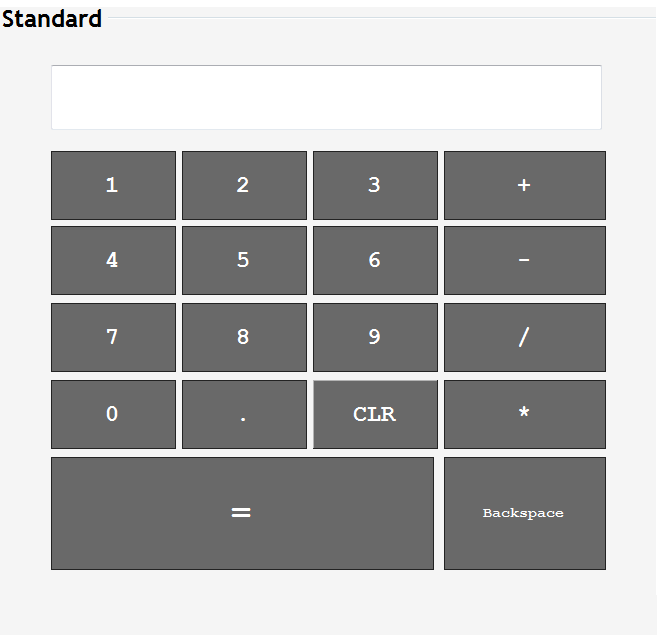 Standard
1 2 3 +
4 5 6 -
7 8 9 /
0 . CLR *
= Backspace